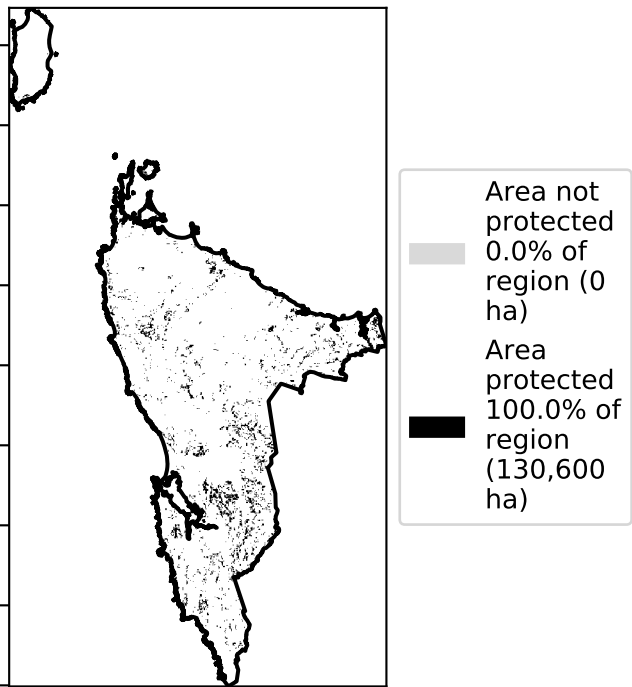 Area not
protected
0.0% of
region (0
ha)
Area
protected
100.0% of
region
(130,600
ha)